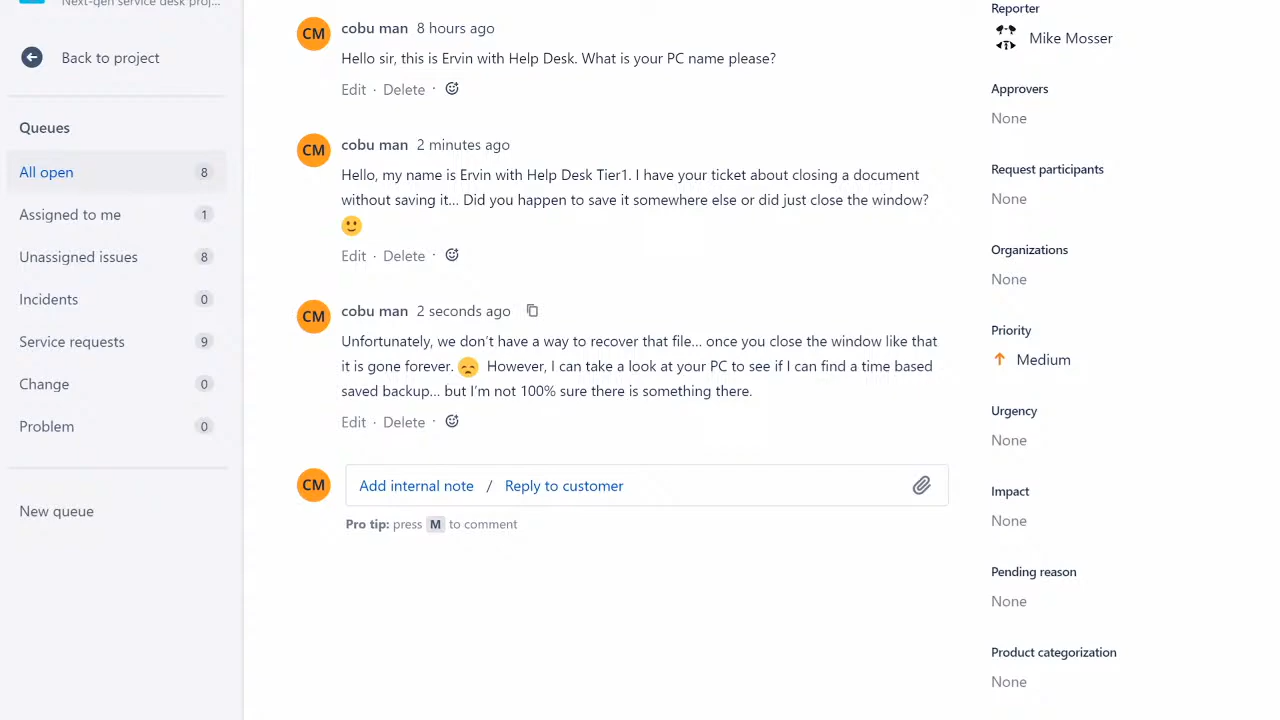 Next-gen service desk proj...
Back to project
Queues
All open 8
Assigned to me 1
Unassigned issues 8
Incidents 0
Service requests 9
Change 0
Problem 0
New queue
CM cobu man 8 hours ago
Hello sir, this is Ervin with Help Desk. What is your PC name please?
Edit · Delete ·
CM cobu man 2 minutes ago
Hello, my name is Ervin with Help Desk Tier1. I have your ticket about closing a document
without saving it... Did you happen to save it somewhere else or did just close the window?
Edit · Delete ·
CM cobu man 2 seconds ago
Unfortunately, we don't have a way to recover that file... once you close the window like that
it is gone forever. However, I can take a look at your PC to see if I can find a time based
saved backup... but I'm not 100% sure there is something there.
Edit · Delete ·
CM Add internal note / Reply to customer
Pro tip: press M to comment
Reporter
Mike Mosser
Approvers
None
Request participants
None
Organizations
None
Priority
Medium
Urgency
None
Impact
None
Pending reason
None
Product categorization
None